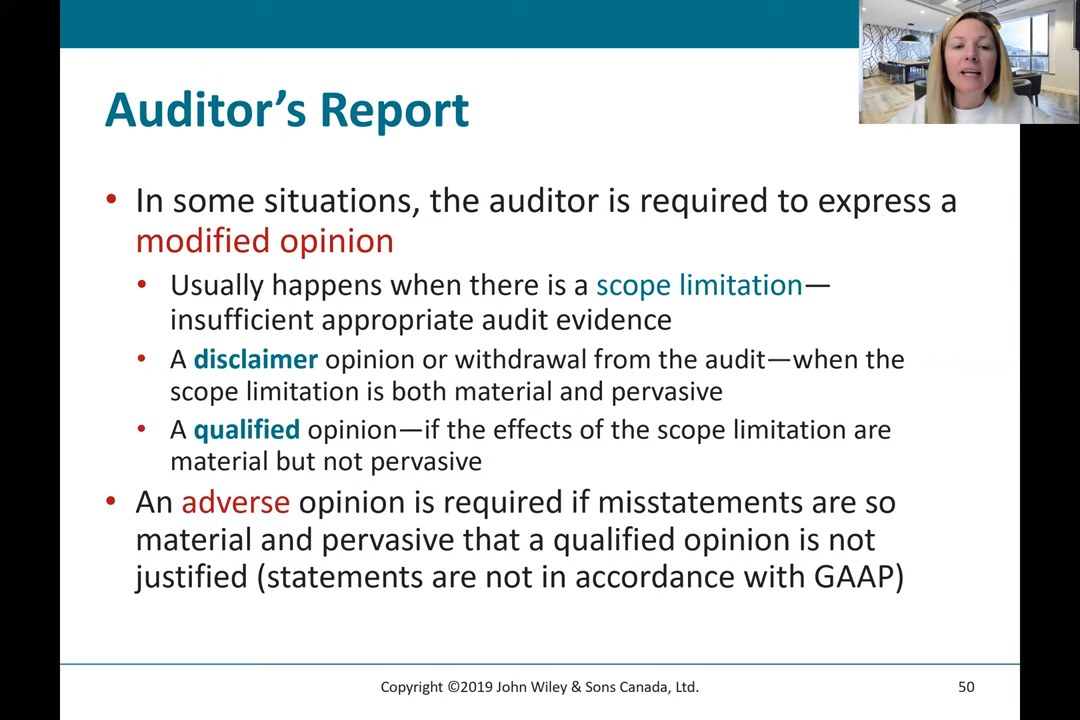 Auditor’s Report
• In some situations, the auditor is required to express a
modified opinion
• Usually happens when there is a scope limitation—
insufficient appropriate audit evidence
• A disclaimer opinion or withdrawal from the audit—when the
scope limitation is both material and pervasive
• A qualified opinion—if the effects of the scope limitation are
material but not pervasive
• An adverse opinion is required if misstatements are so
material and pervasive that a qualified opinion is not
justified (statements are not in accordance with GAAP)
Copyright ©2019 John Wiley & Sons Canada, Ltd.
50